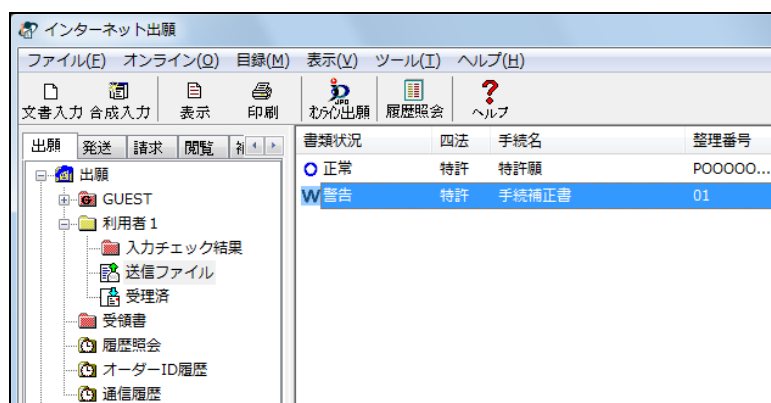 インターネット出願
ファイル(F) オンライン(O) 目録(M) 表示(V) ツール(T) ヘルプ(H)
文書入力 合成入力 表示 印刷 オンライン出願 履歴照会 ヘルプ
出願 発送 請求 閲覧
書類状況 四法 手続名 整理番号
出願
正常 特許 特許願 P00000...
GUEST
警告 特許 手続補正書 01
利用者1
入力チェック結果
送信ファイル
受理済
受領書
履歴照会
オーダーID履歴
通信履歴